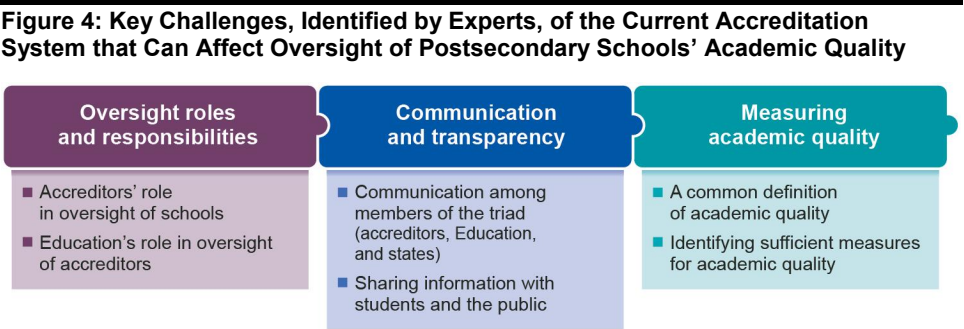 Figure 4: Key Challenges, Identified by Experts, of the Current Accreditation
System that Can Affect Oversight of Postsecondary Schools’ Academic Quality
Oversight roles
and responsibilities
■ Accreditors’ role
in oversight of schools
■ Education’s role in oversight
of accreditors
Communication
and transparency
■ Communication among
members of the triad
(accreditors, Education,
and states)
■ Sharing information with
students and the public
Measuring
academic quality
■ A common definition
of academic quality
■ Identifying sufficient measures
for academic quality